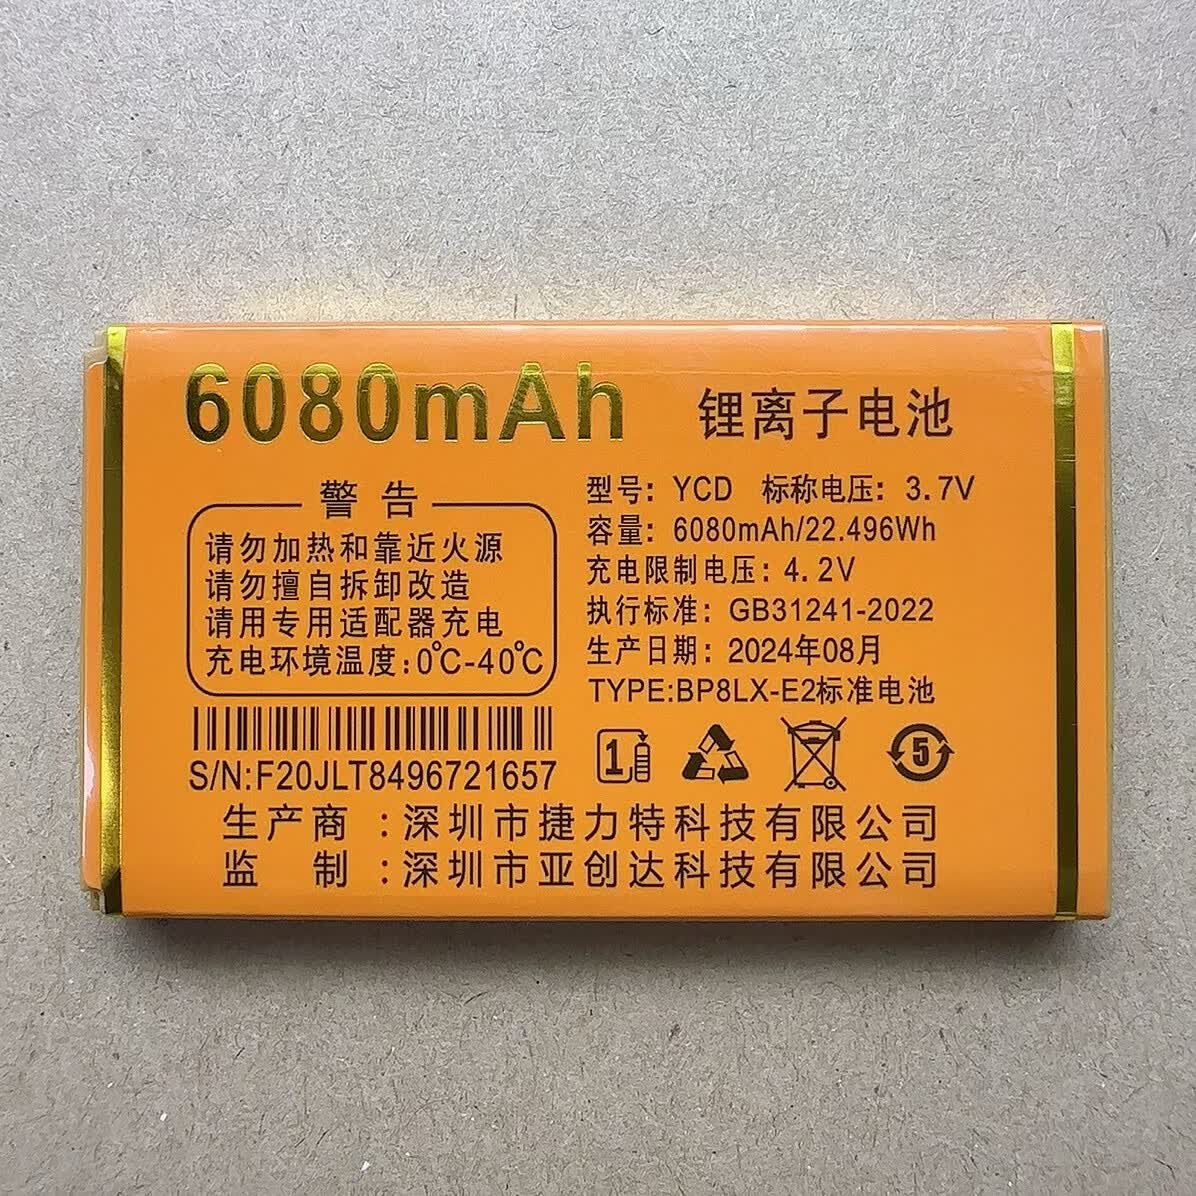 6080mAh 锂离子电池
警告
请勿加热和靠近火源
请勿擅自拆卸改造
请用专用适配器充电
充电环境温度:0℃-40℃
S/N:F20JLT8496721657
型号: YCD 标称电压: 3.7V
容量: 6080mAh/22.496Wh
充电限制电压: 4.2V
执行标准: GB31241-2022
生产日期: 2024年08月
TYPE:BP8LX-E2标准电池
1
5
生产商 :深圳市捷力特科技有限公司
监 制 :深圳市亚创达科技有限公司